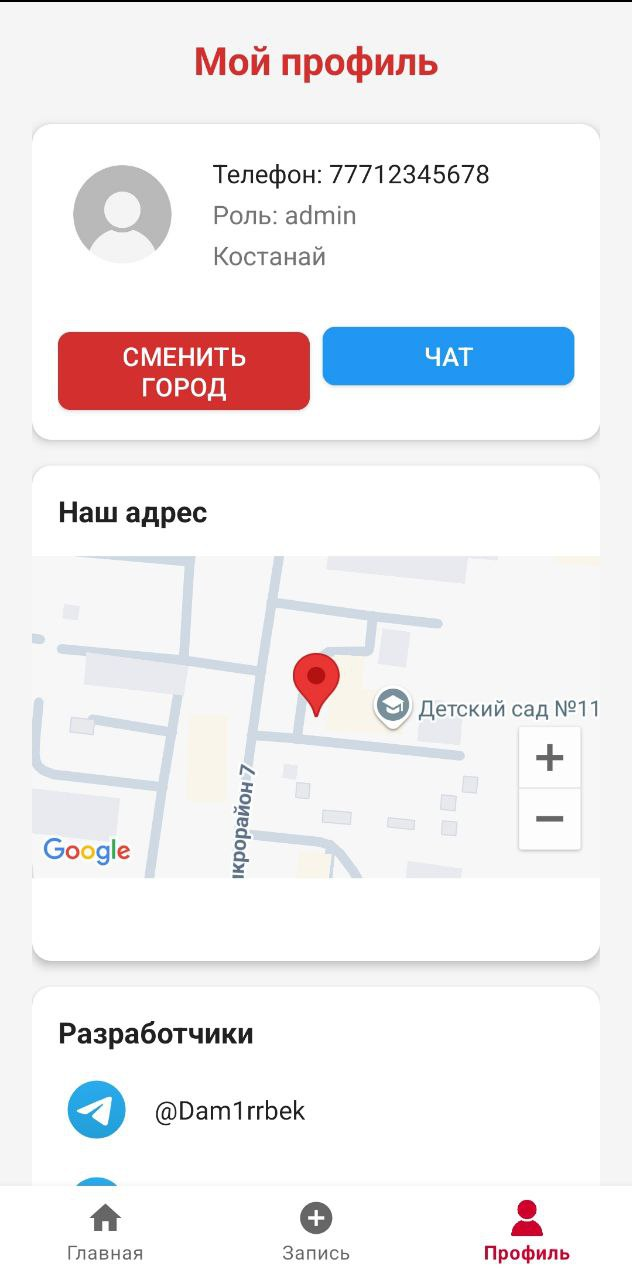 Мой профиль
Телефон: 77712345678
Роль: admin
Костанай
СМЕНИТЬ
ГОРОД
ЧАТ
Наш адрес
Детский сад №11
крорайон 7
Google
Разработчики
@Dam1rrbek
Главная
Запись
Профиль